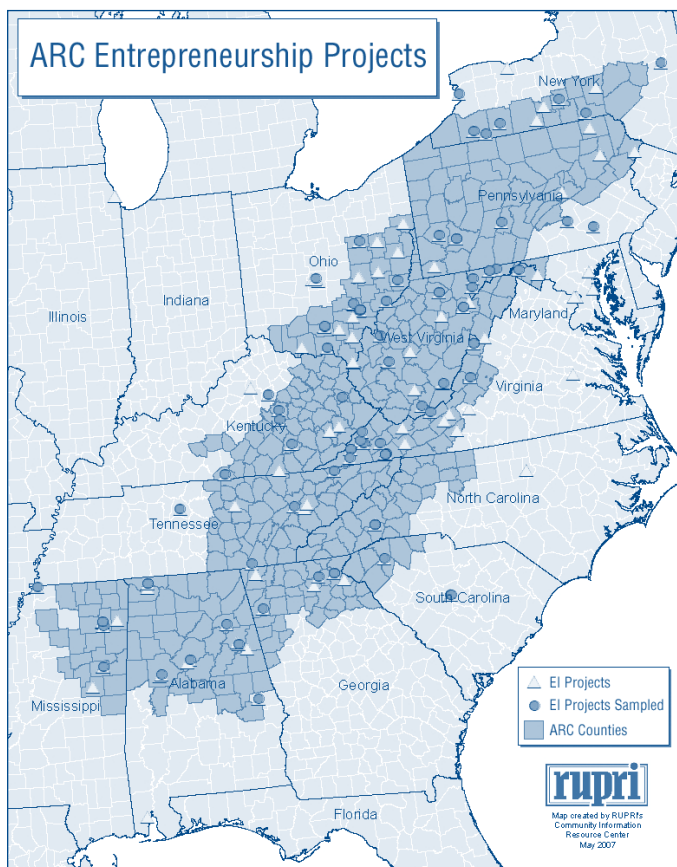 ARC Entrepreneurship Projects
New York
Pennsylvania
Ohio
Illinois
Indiana
Maryland
West Virginia
Virginia
Kentucky
North Carolina
Tennessee
South Carolina
Mississippi
Alabama
Georgia
Florida
EI Projects
EI Projects Sampled
ARC Counties
rupri
Map created by RUPRI's
Community Information
Resource Center
May 2007